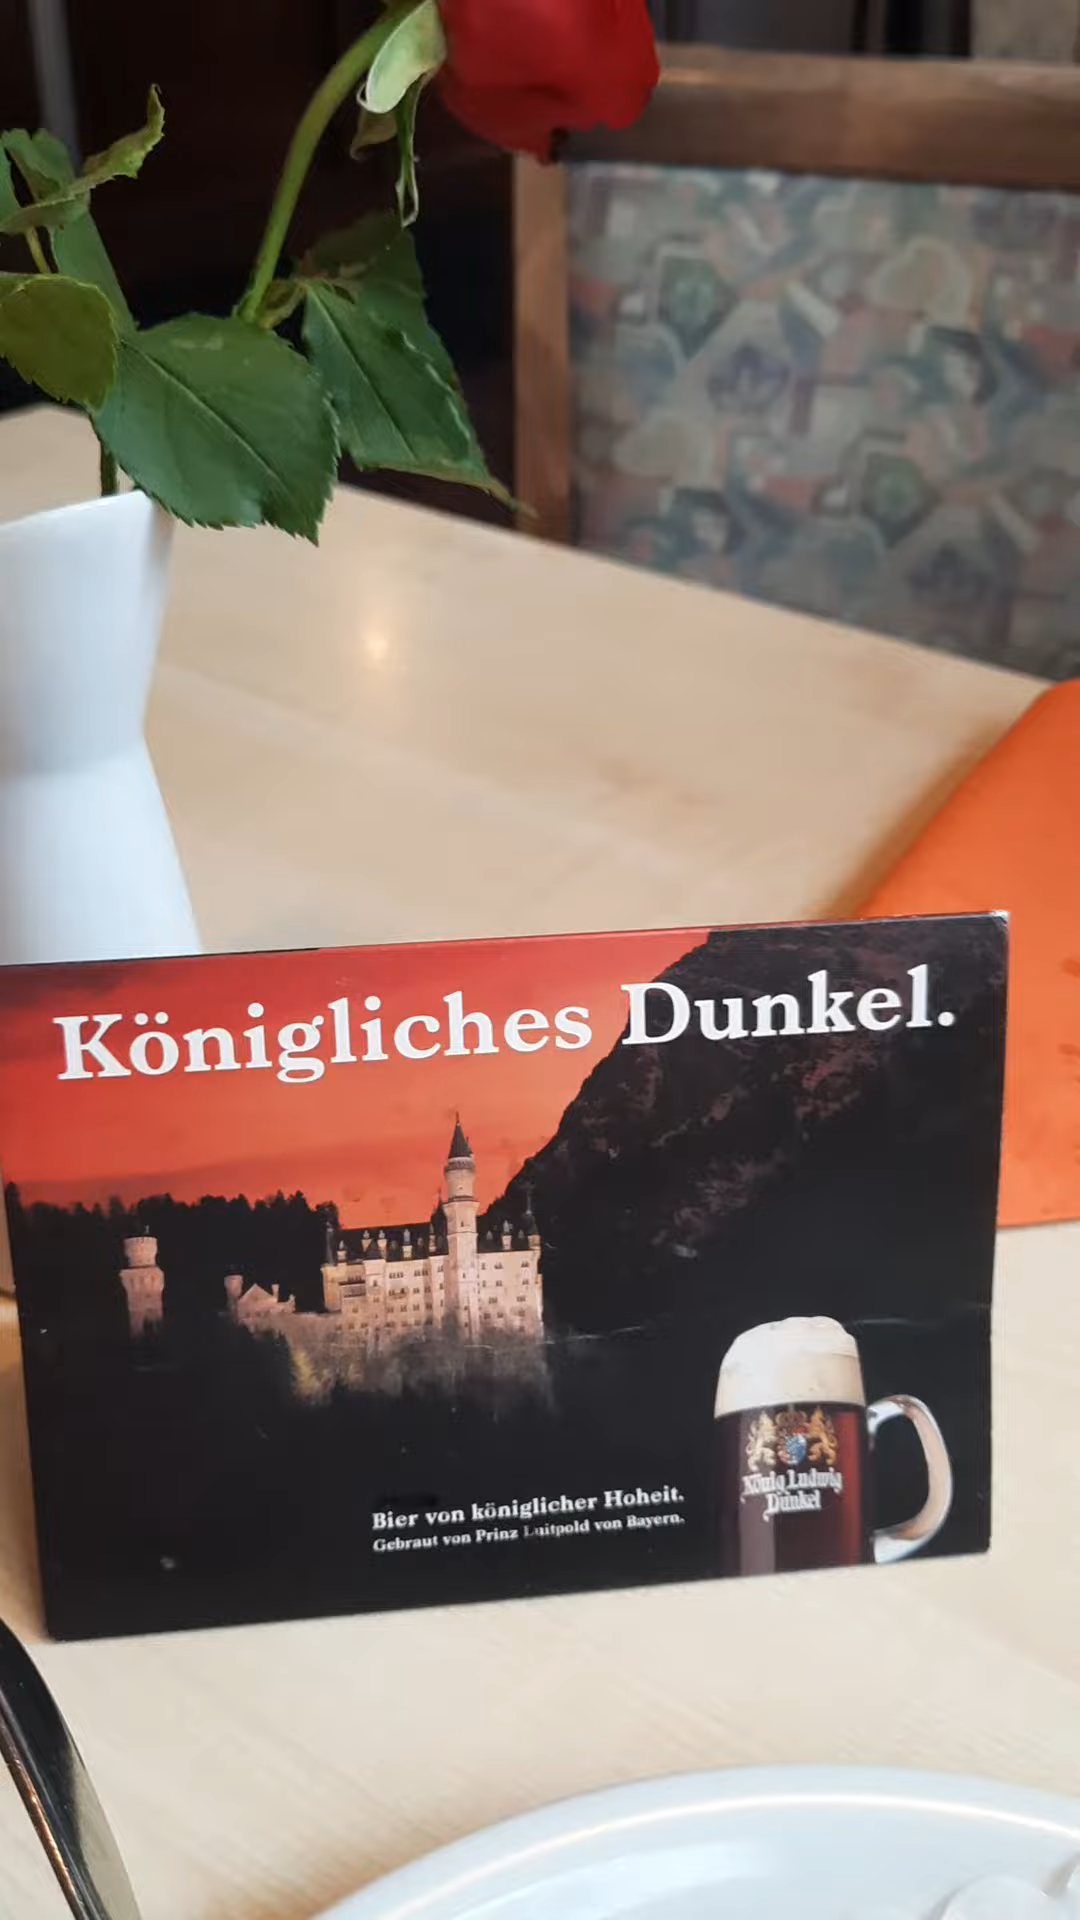 Königliches Dunkel.
Bier von königlicher Hoheit.
Gebraut von Prinz Luitpold von Bayern.
König Ludwig
Dunkel